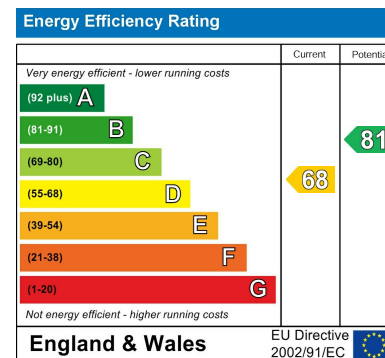 Energy Efficiency Rating
Current
Very energy efficient - lower running costs
(92 plus) A
(81-91) B
(69-80) C
(55-68) D
(39-54) E
(21-38) F
(1-20) G
68
81
Not energy efficient - higher running costs
England & Wales
EU Directive
2002/91/EC